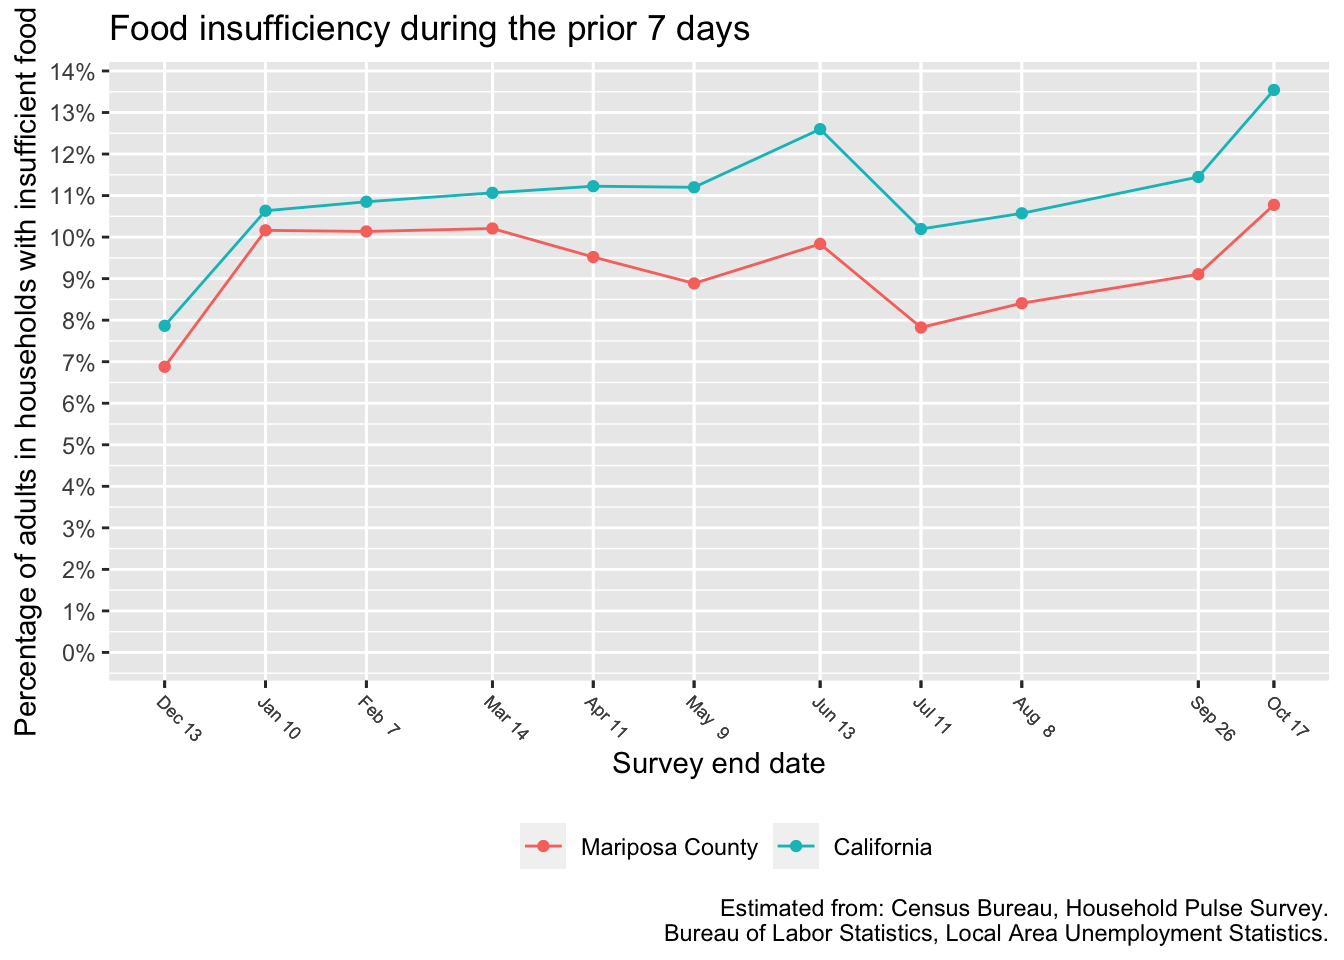 Food insufficiency during the prior 7 days
Percentage of adults in households with insufficient food
14%
13%
12%
11%
10%
9%
8%
7%
6%
5%
4%
3%
2%
1%
0%
Dec 13
Jan 10
Feb 7
Mar 14
Apr 11
May 9
Jun 13
Jul 11
Aug 8
Sep 26
Oct 17
Survey end date
Mariposa County
California
Estimated from: Census Bureau, Household Pulse Survey.
Bureau of Labor Statistics, Local Area Unemployment Statistics.